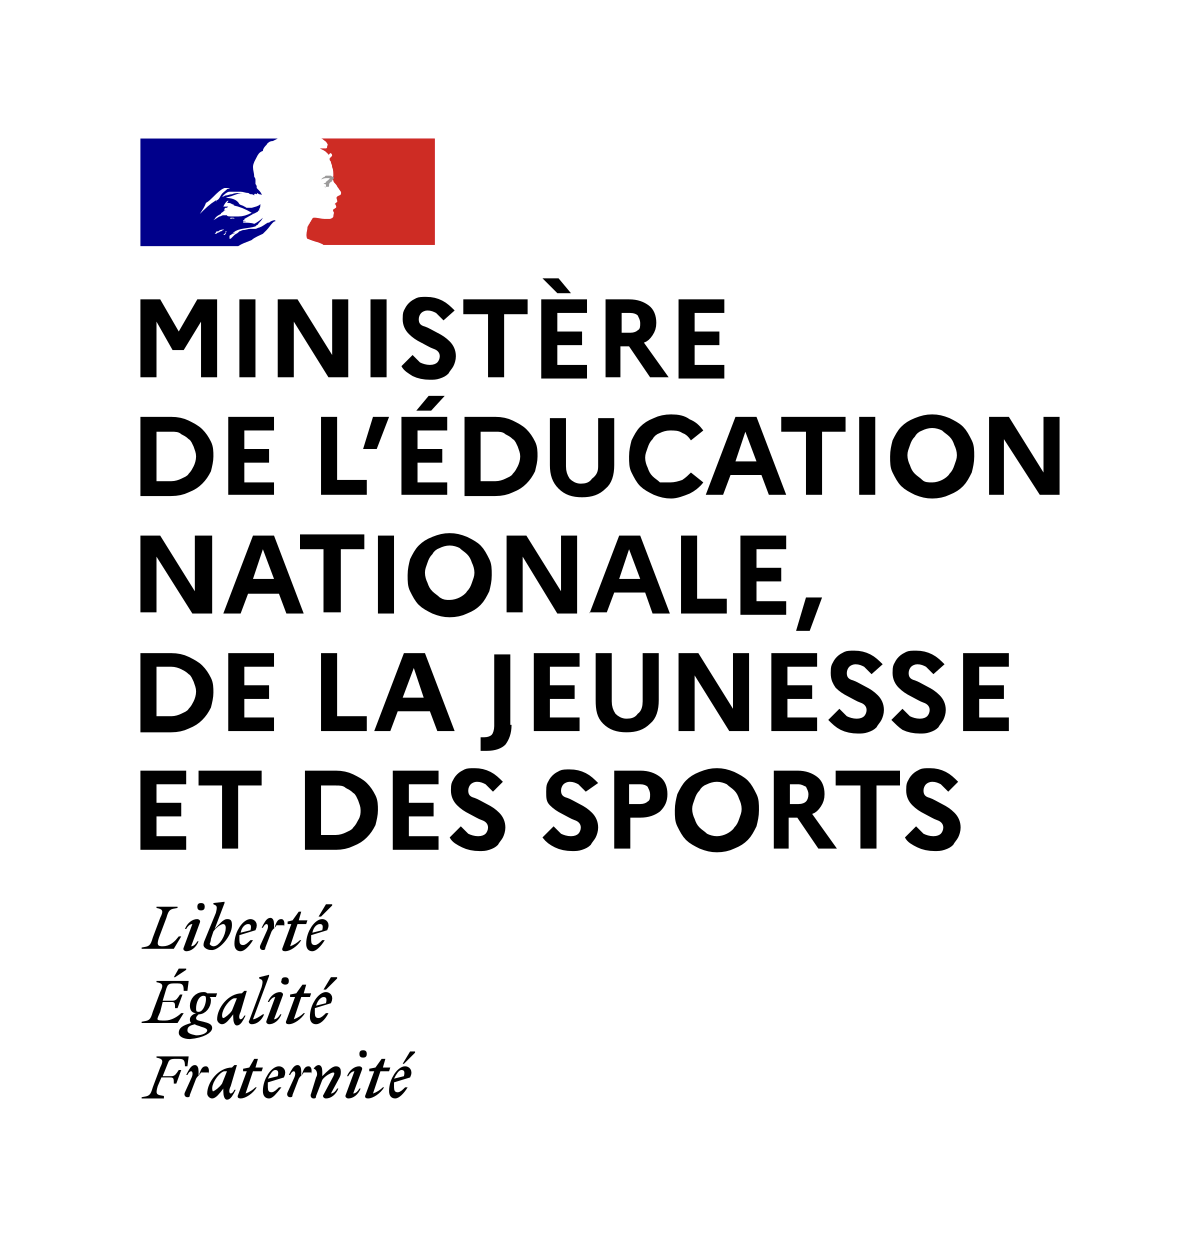 MINISTÈRE
DE L’ÉDUCATION
NATIONALE,
DE LA JEUNESSE
ET DES SPORTS
Liberté
Égalité
Fraternité